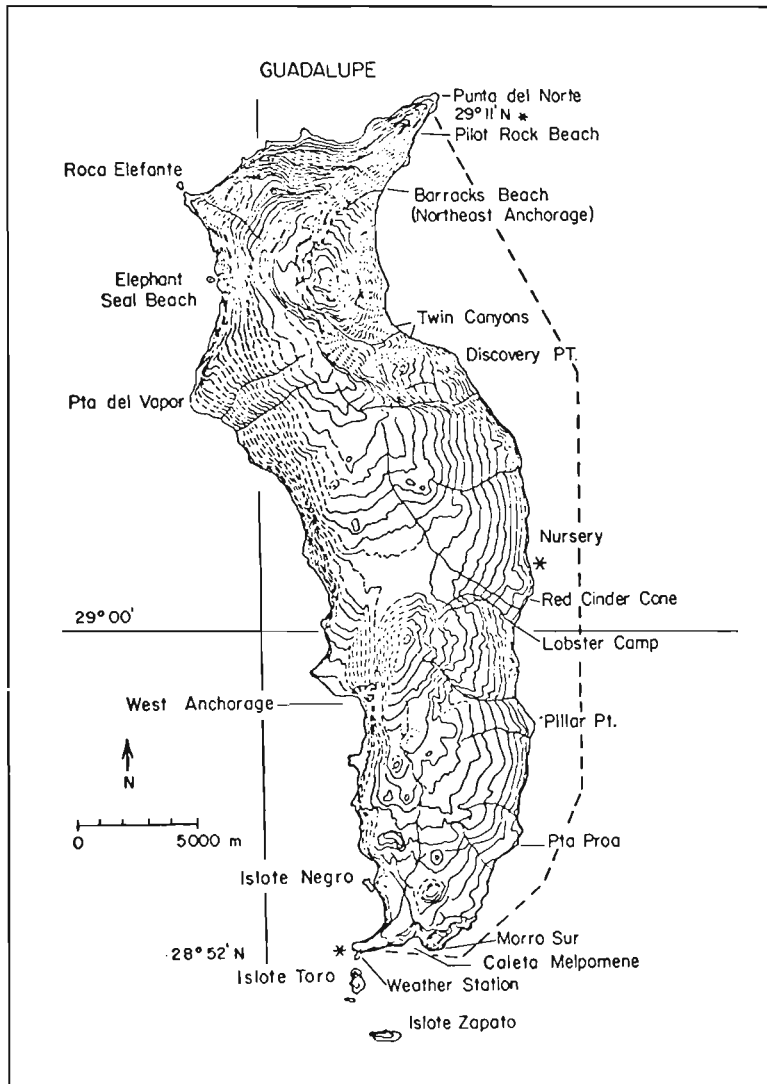 GUADALUPE
Punta del Norte
29° 11' N *
Pilot Rock Beach
Roca Elefante
Barracks Beach
(Northeast Anchorage)
Elephant
Seal Beach
Twin Canyons
Discovery PT.
Pta del Vapor
Nursery
*
Red Cinder Cone
29° 00'
Lobster Camp
West Anchorage
Pillar Pt.
N
0 5000 m
Pta Proa
Islote Negro
Morro Sur
28° 52' N *
Caleta Melpomene
Islote Toro
Weather Station
Islote Zapato